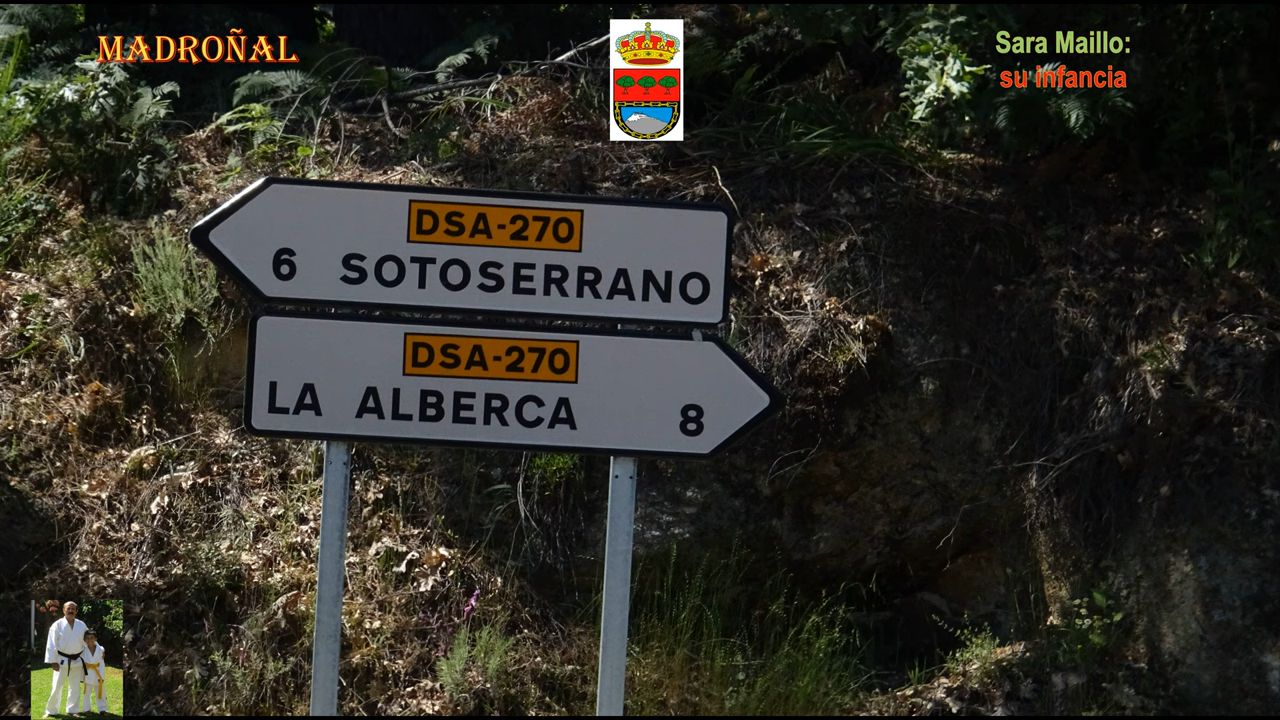 MADROÑAL
Sara Maillo:
su infancia
DSA-270
6 SOTOSERRANO
DSA-270
LA ALBERCA 8